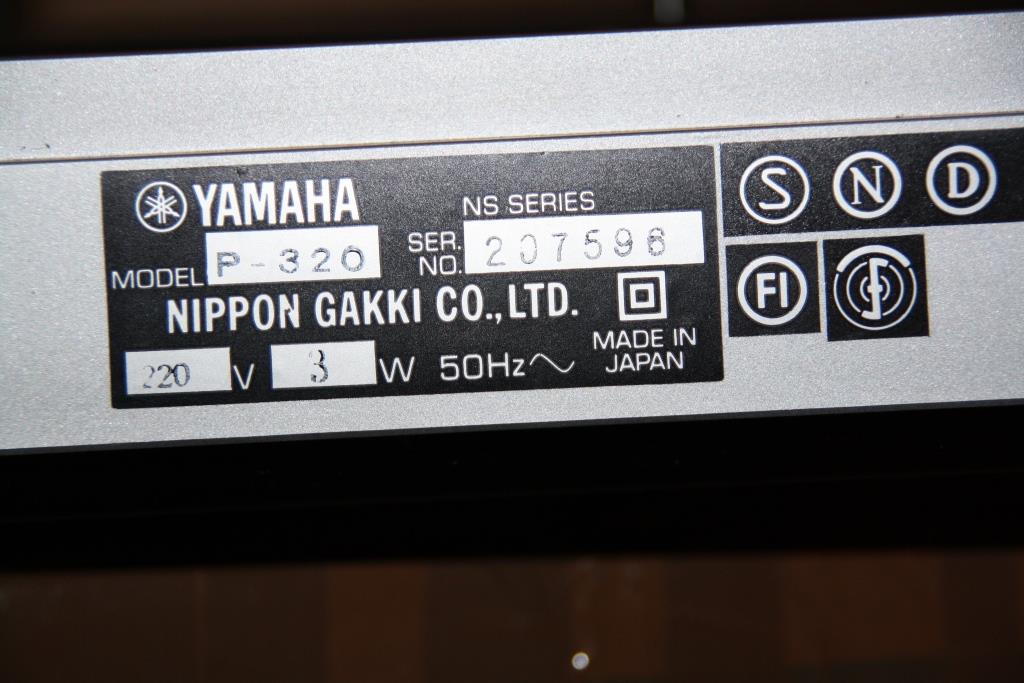 YAMAHA
NS SERIES
MODEL P-320
SER. NO. 207596
NIPPON GAKKI CO., LTD.
220 V 3 W 50Hz
MADE IN
JAPAN
S N D
FI